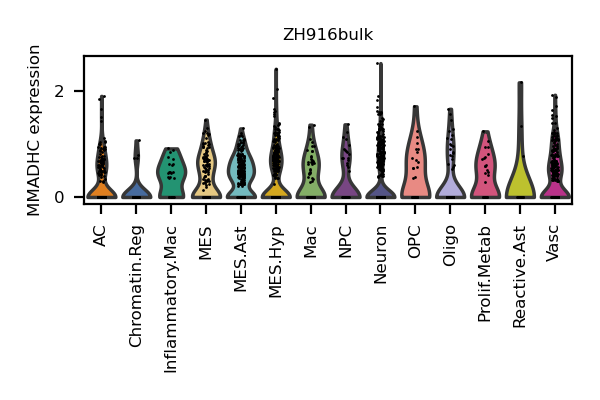 ZH916bulk
MMADHC expression
2
0
AC
Chromatin.Reg
Inflammatory.Mac
MES
MES.Ast
MES.Hyp
Mac
NPC
Neuron
OPC
Oligo
Prolif.Metab
Reactive.Ast
Vasc